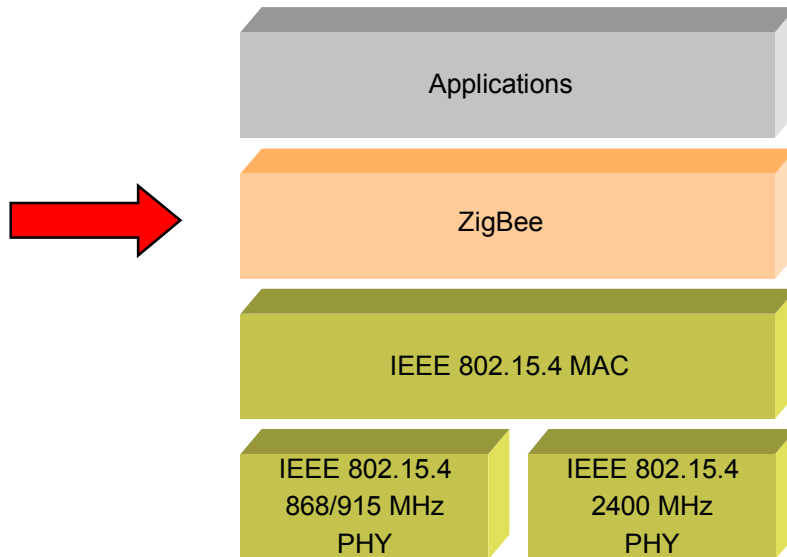 Applications
ZigBee
IEEE 802.15.4 MAC
IEEE 802.15.4
868/915 MHz
PHY
IEEE 802.15.4
2400 MHz
PHY